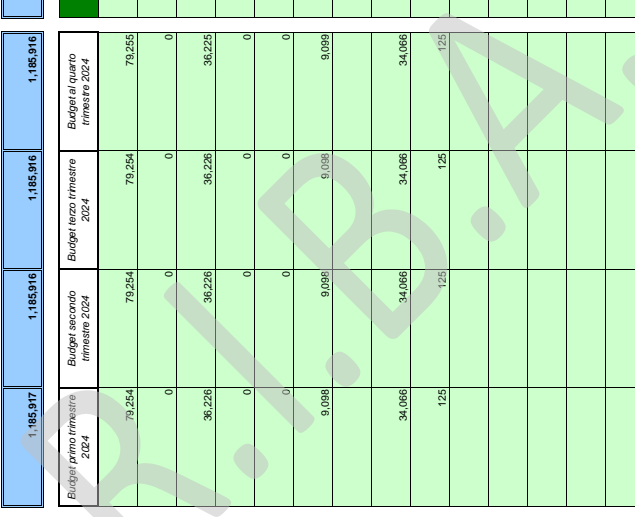 1,185,917 1,185,916 1,185,916 1,185,916
Budget primo trimestre Budget secondo Budget terzo trimestre Budget al quarto
2024 trimestre 2024 2024 trimestre 2024
79,254 79,254 79,254 79,255
0 0 0 0
36,226 36,226 36,226 36,225
0 0 0 0
0 0 0 0
9,098 9,098 9,098 9,099
34,066 34,066 34,066 34,066
125 125 125 125
R.I.B.A.